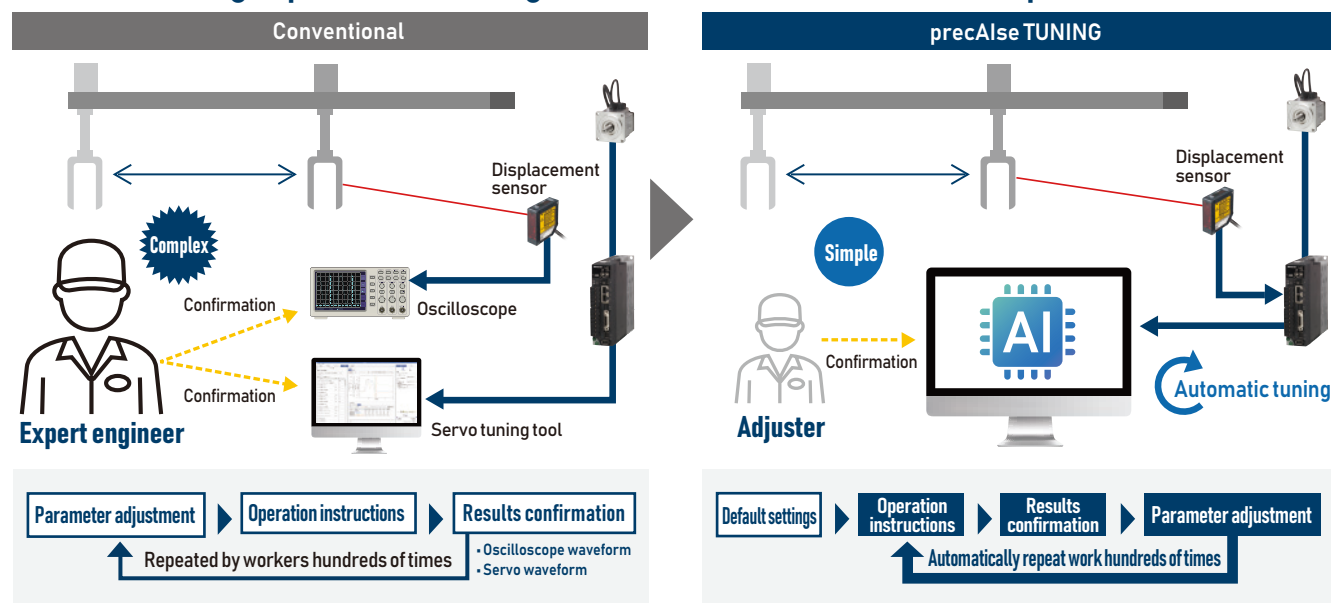 Conventional
Displacement
sensor
Complex
Confirmation
Oscilloscope
Confirmation
Servo tuning tool
Expert engineer
Parameter adjustment
Operation instructions
Results confirmation
Repeated by workers hundreds of times
• Oscilloscope waveform
• Servo waveform
precAIse TUNING
Displacement
sensor
Simple
AI
Confirmation
Automatic tuning
Adjuster
Default settings
Operation
instructions
Results
confirmation
Parameter adjustment
Automatically repeat work hundreds of times